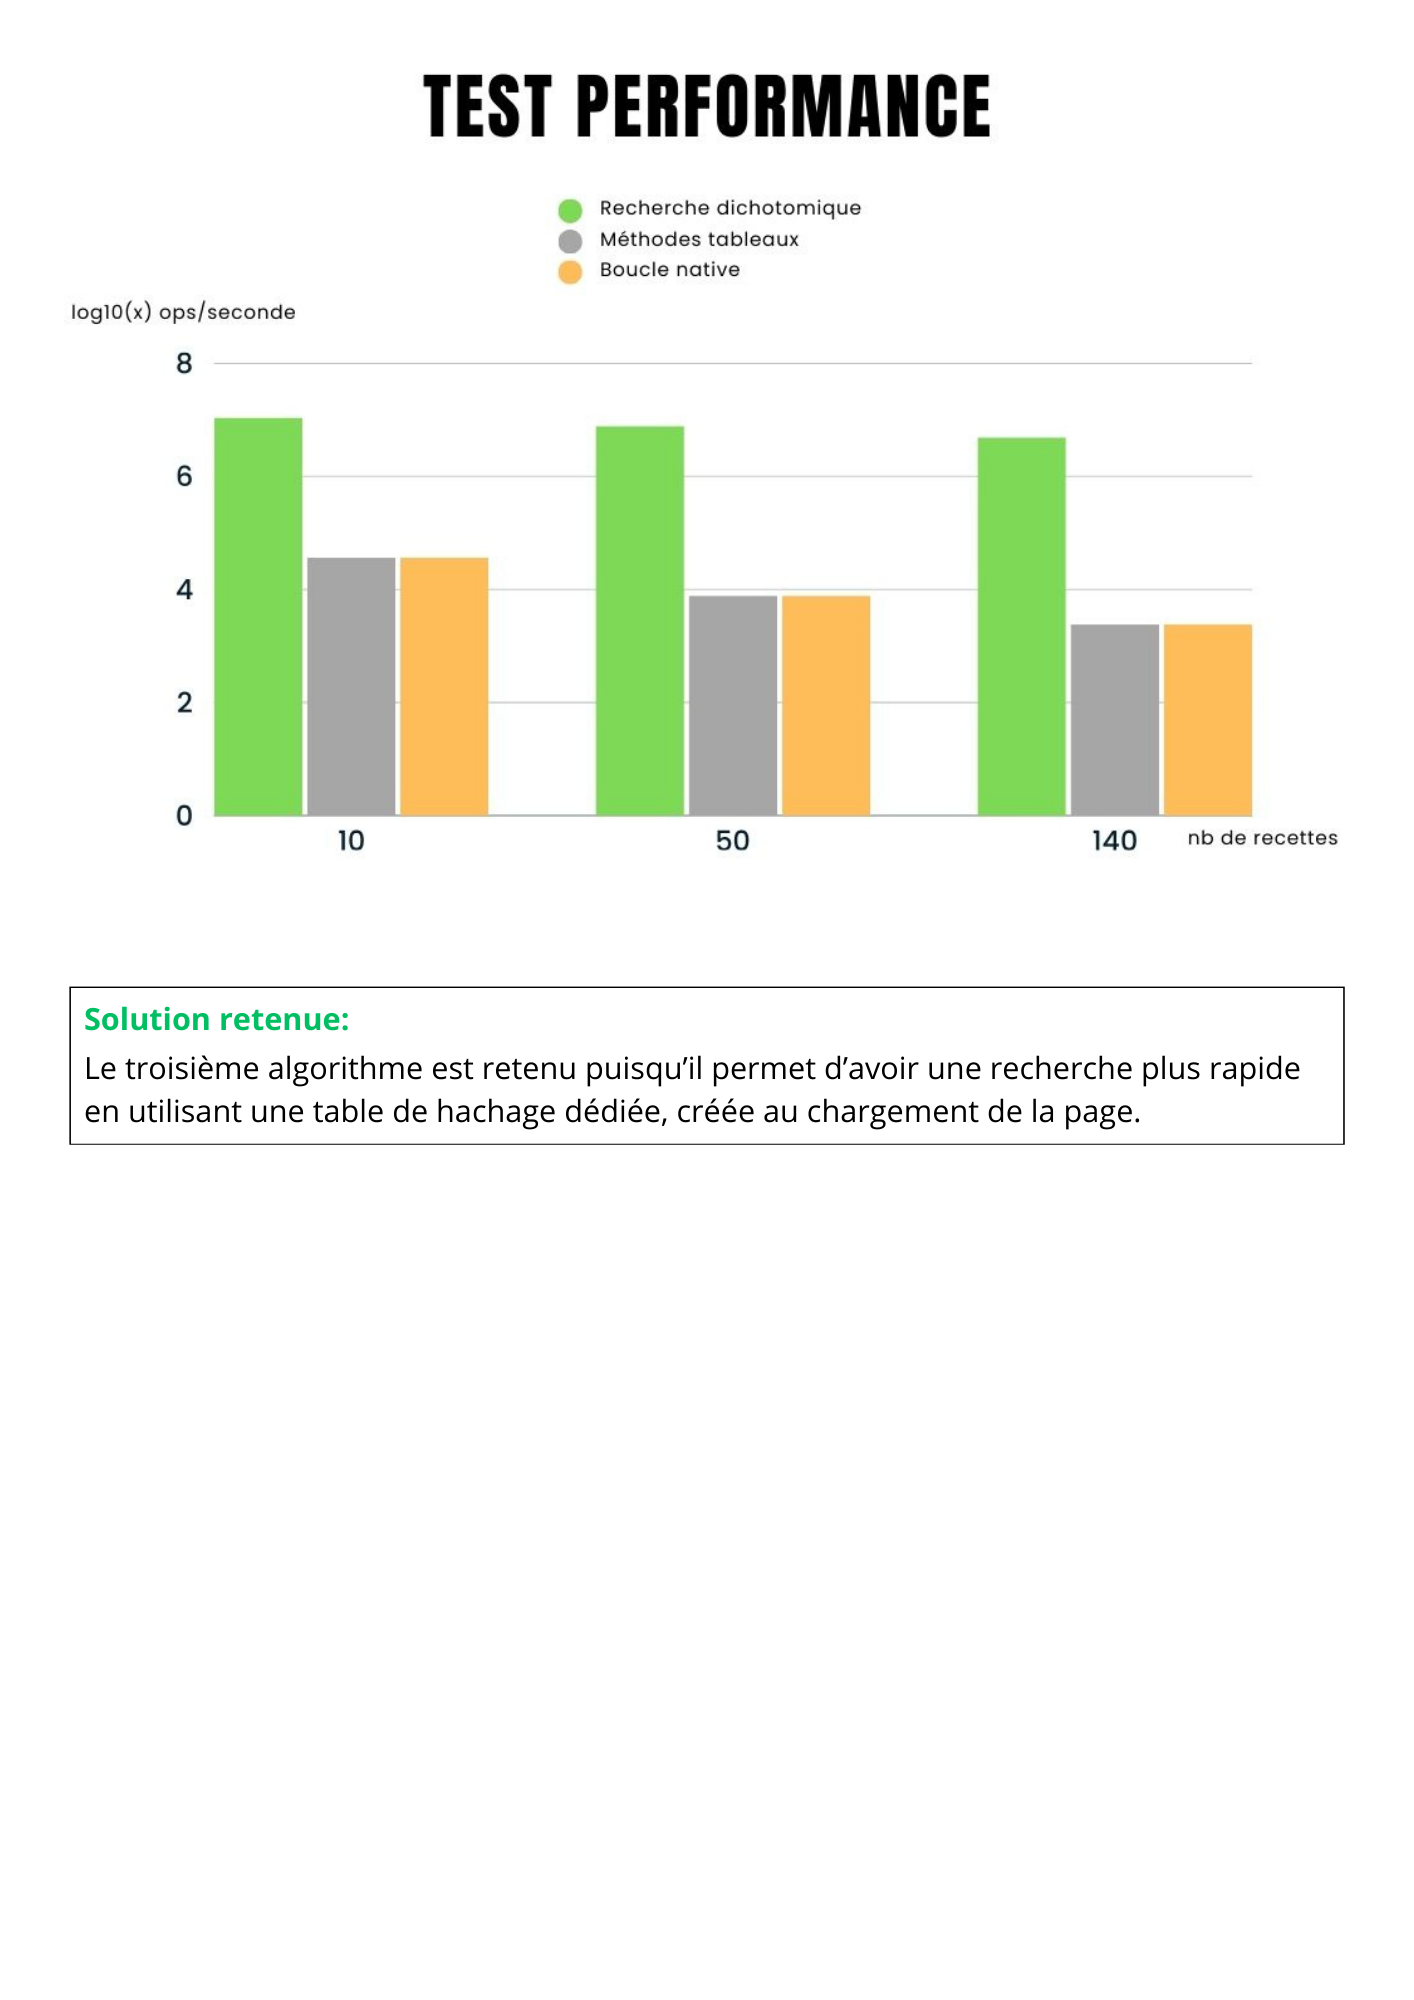 TEST PERFORMANCE
Recherche dichotomique
Méthodes tableaux
Boucle native
log10(x) ops/seconde
8
6
4
2
0
10 50 140 nb de recettes
Solution retenue:
Le troisième algorithme est retenu puisqu’il permet d’avoir une recherche plus rapide
en utilisant une table de hachage dédiée, créée au chargement de la page.